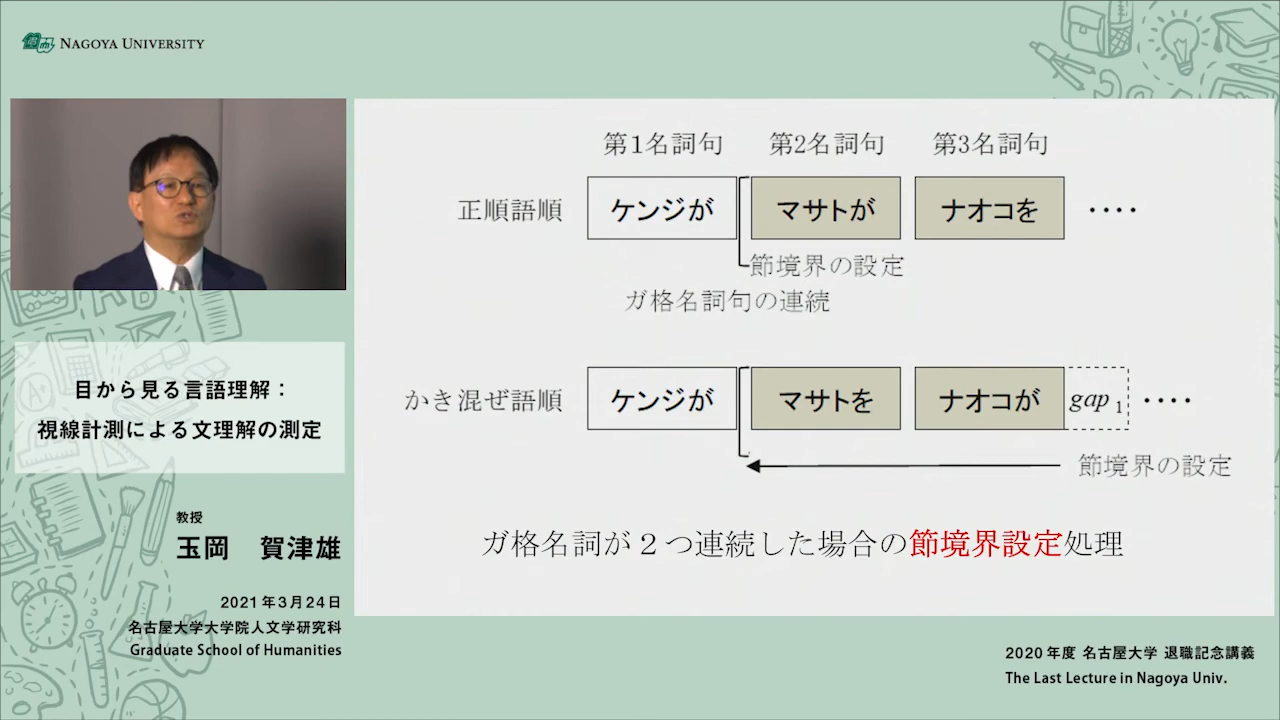 NAGOYA UNIVERSITY
目から見る言語理解：
視線計測による文理解の測定
教授
玉岡　賀津雄
2021年3月24日
名古屋大学大学院人文学研究科
Graduate School of Humanities
第1名詞句 第2名詞句 第3名詞句
正順語順 ケンジが マサトが ナオコを ・・・・
節境界の設定
ガ格名詞句の連続
かき混ぜ語順 ケンジが マサトを ナオコが gap 1 ・・・・
節境界の設定
ガ格名詞が２つ連続した場合の節境界設定処理
2020年度 名古屋大学 退職記念講義
The Last Lecture in Nagoya Univ.